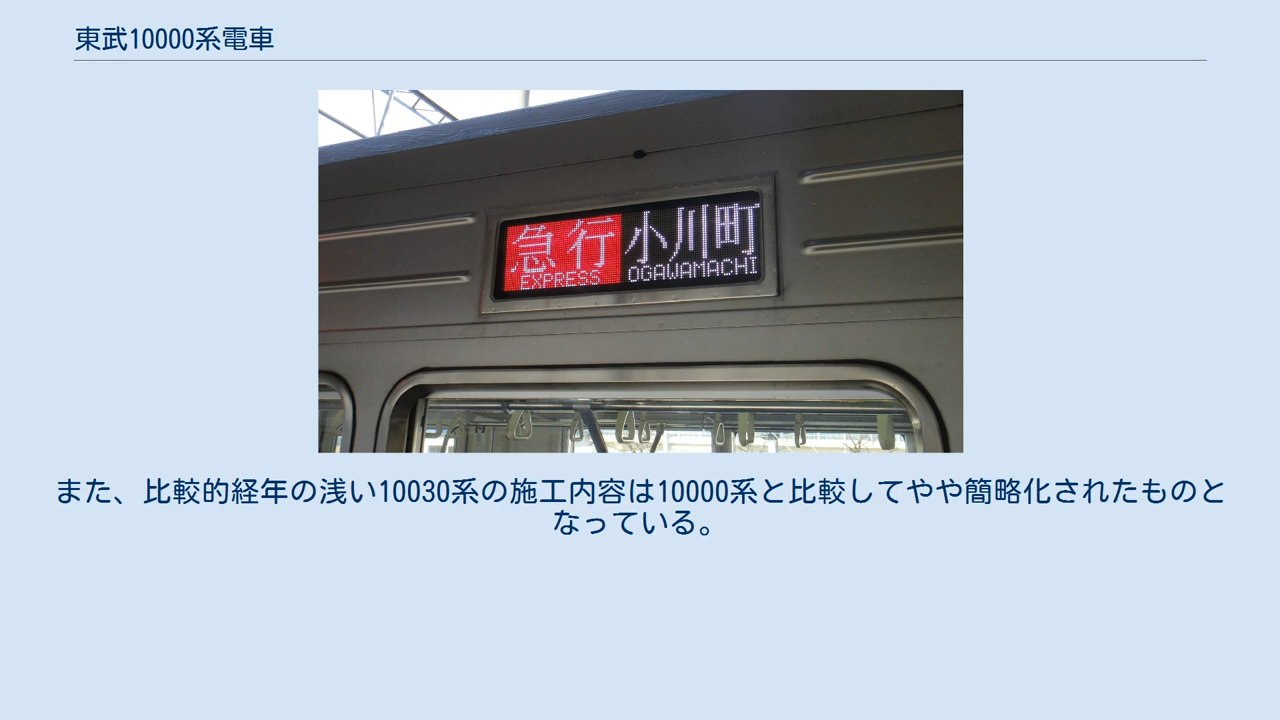 東武10000系電車
急行 小川町
EXPRESS OGAWAMACHI
また、比較的経年の浅い10030系の施工内容は10000系と比較してやや簡略化されたものと
なっている。